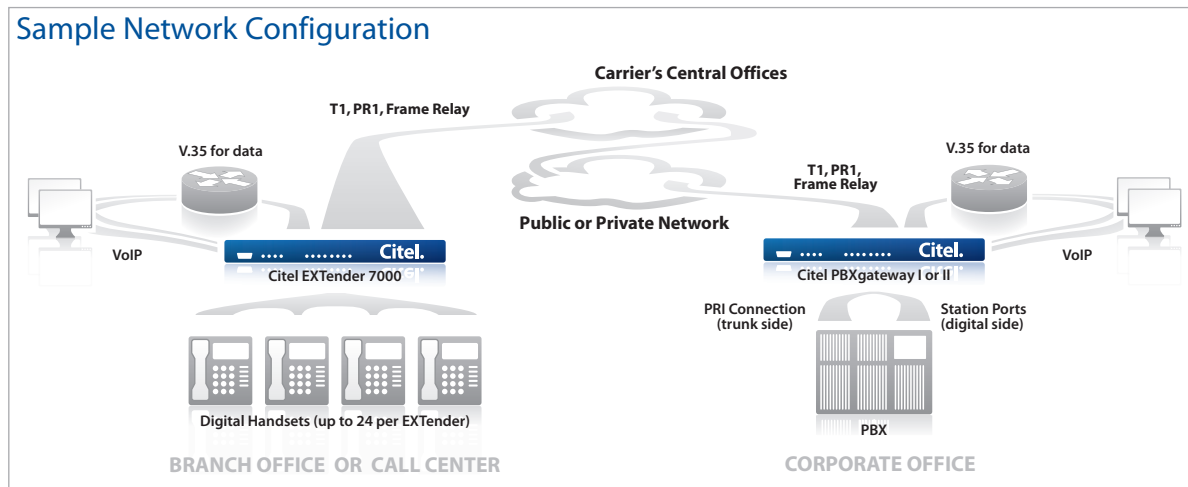 Sample Network Configuration
Carrier's Central Offices
T1, PR1, Frame Relay
V.35 for data
V.35 for data
T1, PR1,
Frame Relay
Public or Private Network
VoIP
Citel.
Citel EXTender 7000
Citel.
Citel PBXgateway I or II
VoIP
PRI Connection
(trunk side)
Station Ports
(digital side)
Digital Handsets (up to 24 per EXTender)
PBX
BRANCH OFFICE OR CALL CENTER
CORPORATE OFFICE